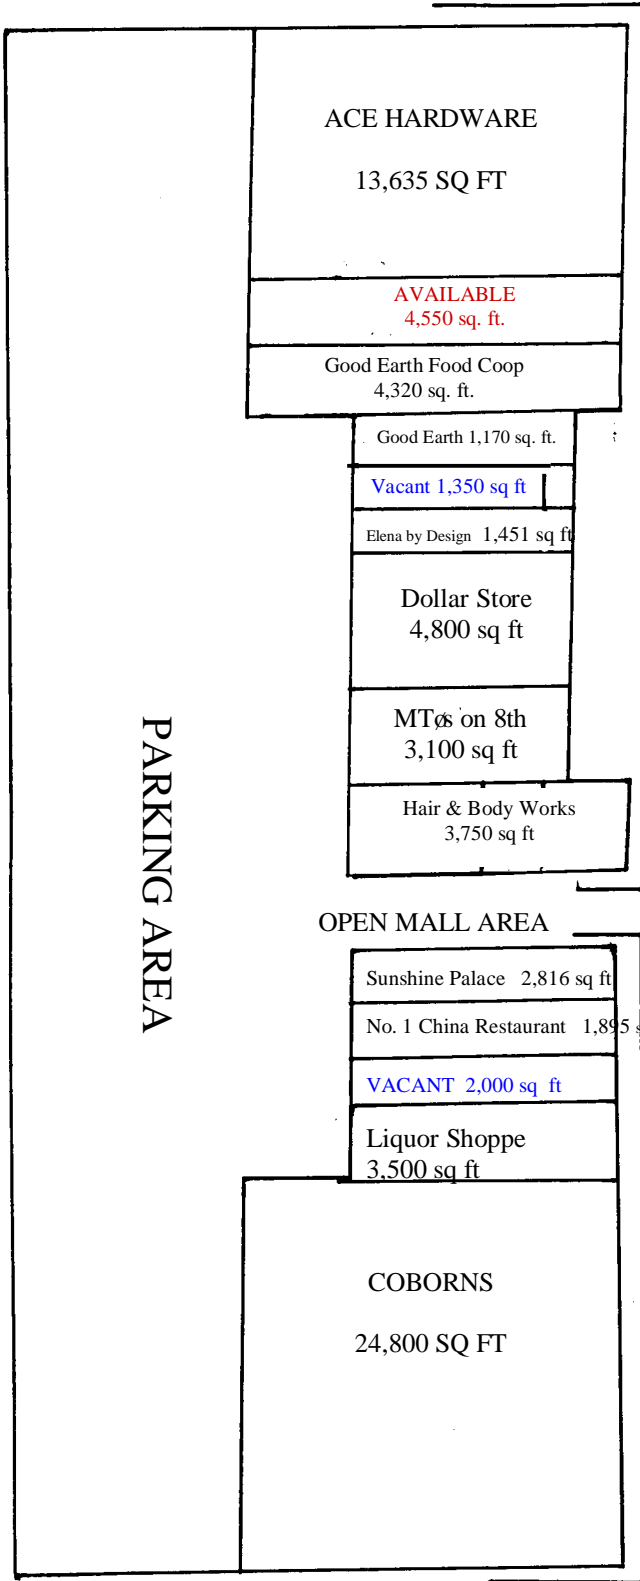 ACE HARDWARE
13,635 SQ FT
AVAILABLE
4,550 sq. ft.
Good Earth Food Coop
4,320 sq. ft.
Good Earth 1,170 sq. ft.
Vacant 1,350 sq ft
Elena by Design 1,451 sq ft
Dollar Store
4,800 sq ft
MTøs on 8th
3,100 sq ft
Hair & Body Works
3,750 sq ft
PARKING AREA
OPEN MALL AREA
Sunshine Palace 2,816 sq ft
No. 1 China Restaurant 1,895 s
VACANT 2,000 sq ft
Liquor Shoppe
3,500 sq ft
COBORNS
24,800 SQ FT